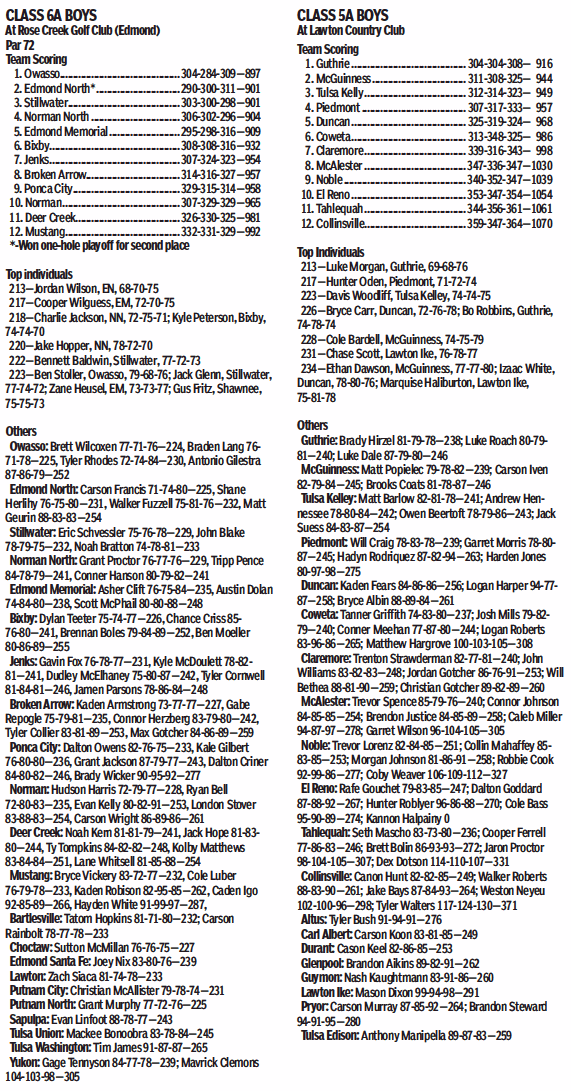 CLASS 6A BOYS
At Rose Creek Golf Club (Edmond)
Par 72
Team Scoring
1. Owasso...304-284-309—897
2. Edmond North*...290-300-311—901
3. Stillwater...303-300-298—901
4. Norman North...306-302-296—904
5. Edmond Memorial...295-298-316—909
6. Bixby...308-308-316—932
7. Jenks...307-324-323—954
8. Broken Arrow...314-316-327—957
9. Ponca City...329-315-314—958
10. Norman...307-329-329—965
11. Deer Creek...326-330-325—981
12. Mustang...332-331-329—992
*-Won one-hole playoff for second place
Top individuals
213—Jordan Wilson, EN, 68-70-75
217—Cooper Wilguess, EM, 72-70-75
218—Charlie Jackson, NN, 72-75-71; Kyle Peterson, Bixby,
74-74-70
220—Jake Hopper, NN, 78-72-70
222—Bennett Baldwin, Stillwater, 77-72-73
223—Ben Stoller, Owasso, 79-68-76; Jack Glenn, Stillwater,
77-74-72; Zane Heusel, EM, 73-73-77; Gus Fritz, Shawnee,
75-75-73
Others
Owasso: Brett Wilcoxen 77-71-76—224, Braden Lang 76-
71-78—225, Tyler Rhodes 72-74-84—230, Antonio Gilestra
87-86-79—252
Edmond North: Carson Francis 71-74-80—225, Shane
Herlihy 76-75-80—231, Walker Fuzzell 75-81-76—232, Matt
Geurin 88-83-83—254
Stillwater: Eric Schvessler 75-76-78—229, John Blake
78-79-75—232, Noah Bratton 74-78-81—233
Norman North: Grant Proctor 76-77-76—229, Tripp Pence
84-78-79—241, Conner Hanson 80-79-82—241
Edmond Memorial: Asher Clift 76-75-84—235, Austin Dolan
74-84-80—238, Scott McPhail 80-80-88—248
Bixby: Dylan Teeter 75-74-77—226, Chance Criss 85-
76-80—241, Brennan Boles 79-84-89—252, Ben Moeller
80-86-89—255
Jenks: Gavin Fox 76-78-77—231, Kyle McDoulett 78-82-
81—241, Dudley McElhaney 75-80-87—242, Tyler Cornwell
81-84-81—246, Jamen Parsons 78-86-84—248
Broken Arrow: Kaden Armstrong 73-77-77—227, Gabe
Repogle 75-79-81—235, Connor Herzberg 83-79-80—242,
Tyler Collier 83-81-89—253, Max Gotcher 84-86-89—259
Ponca City: Dalton Owens 82-76-75—233, Kale Gilbert
76-80-80—236, Grant Jackson 87-79-77—243, Dalton Criner
84-80-82—246, Brady Wicker 90-95-92—277
Norman: Hudson Harris 72-79-77—228, Ryan Bell
72-80-83—235, Evan Kelly 80-82-91—253, London Stover
83-88-83—254, Carson Wright 86-89-86—261
Deer Creek: Noah Kern 81-81-79—241, Jack Hope 81-83-
80—244, Ty Tompkins 84-82-82—248, Kolby Matthews
83-84-84—251, Lane Whitsell 81-85-88—254
Mustang: Bryce Vickery 83-72-77—232, Cole Luber
76-79-78—233, Kaden Robison 82-95-85—262, Caden Igo
92-85-89—266, Hayden White 91-99-97—287,
Bartlesville: Tatom Hopkins 81-71-80—232; Carson
Rainbolt 78-77-78—233
Choctaw: Sutton McMillan 76-76-75—227
Edmond Santa Fe: Joey Nix 83-80-76—239
Lawton: Zach Siaca 81-74-78—233
Putnam City: Christian McAllister 79-78-74—231
Putnam North: Grant Murphy 77-72-76—225
Sapulpa: Evan Linfoot 88-78-77—243
Tulsa Union: Mackee Bonoobra 83-78-84—245
Tulsa Washington: Tim James 91-87-87—265
Yukon: Gage Tennyson 84-77-78—239; Mavrick Clemons
104-103-98—305
CLASS 5A BOYS
At Lawton Country Club
Team Scoring
1. Guthrie...304-304-308— 916
2. McGuinness...311-308-325— 944
3. Tulsa Kelly...312-314-323— 949
4. Piedmont...307-317-333— 957
5. Duncan...325-319-324— 968
6. Coweta...313-348-325— 986
7. Claremore...339-316-343— 998
8. McAlester...347-336-347—1030
9. Noble...340-352-347—1039
10. El Reno...353-347-354—1054
11. Tahlequah...344-356-361—1061
12. Collinsville...359-347-364—1070
Top Individuals
213—Luke Morgan, Guthrie, 69-68-76
217—Hunter Oden, Piedmont, 71-72-74
223—Davis Woodliff, Tulsa Kelley, 74-74-75
226—Bryce Carr, Duncan, 72-76-78; Bo Robbins, Guthrie,
74-78-74
228—Cole Bardell, McGuinness, 74-75-79
231—Chase Scott, Lawton Ike, 76-78-77
234—Ethan Dawson, McGuinness, 77-77-80; Izaac White,
Duncan, 78-80-76; Marquise Haliburton, Lawton Ike,
75-81-78
Others
Guthrie: Brady Hirzel 81-79-78—238; Luke Roach 80-79-
81—240; Luke Dale 87-79-80—246
McGuinness: Matt Popielec 79-78-82—239; Carson Iven
82-79-84—245; Brooks Coats 81-78-87—246
Tulsa Kelley: Matt Barlow 82-81-78—241; Andrew Hen-
nessee 78-80-84—242; Owen Beertoft 78-79-86—243; Jack
Suess 84-83-87—254
Piedmont: Will Craig 78-83-78—239; Garret Morris 78-80-
87—245; Hadyn Rodriquez 87-82-94—263; Harden Jones
80-97-98—275
Duncan: Kaden Fears 84-86-86—256; Logan Harper 94-77-
87—258; Bryce Albin 88-89-84—261
Coweta: Tanner Griffith 74-83-80—237; Josh Mills 79-82-
79—240; Conner Meehan 77-87-80—244; Logan Roberts
83-96-86—265; Matthew Hargrove 100-103-105—308
Claremore: Trenton Strawderman 82-77-81—240; John
Williams 83-82-83—248; Jordan Gotcher 86-76-91—253; Will
Bethea 88-81-90—259; Christian Gotcher 89-82-89—260
McAlester: Trevor Spence 85-79-76—240; Connor Johnson
84-85-85—254; Brendon Justice 84-85-89—258; Caleb Miller
94-87-97—278; Garret Wilson 96-104-105—305
Noble: Trevor Lorenz 82-84-85—251; Collin Mahaffey 85-
83-85—253; Morgan Johnson 81-86-91—258; Robbie Cook
92-99-86—277; Coby Weaver 106-109-112—327
El Reno: Rafe Gouchet 79-83-85—247; Dalton Goddard
87-88-92—267; Hunter Roblyer 96-86-88—270; Cole Bass
95-90-89—274; Kannon Halpainy 0
Tahlequah: Seth Mascho 83-73-80—236; Cooper Ferrell
77-86-83—246; Brett Bolin 86-93-93—272; Jaron Proctor
98-104-105—307; Dex Dotson 114-110-107—331
Collinsville: Canon Hunt 82-82-85—249; Walker Roberts
88-83-90—261; Jake Bays 87-84-93—264; Weston Neyeu
102-100-96—298; Tyler Walters 117-124-130—371
Altus: Tyler Bush 91-94-91—276
Carl Albert: Carson Koon 83-81-85—249
Durant: Cason Keel 82-86-85—253
Glenpool: Brandon Aikins 89-82-91—262
Guymon: Nash Kaughtmann 83-91-86—260
Lawton Ike: Mason Dixon 99-94-98—291
Pryor: Carson Murray 87-85-92—264; Brandon Steward
94-91-95—280
Tulsa Edison: Anthony Manipella 89-87-83—259